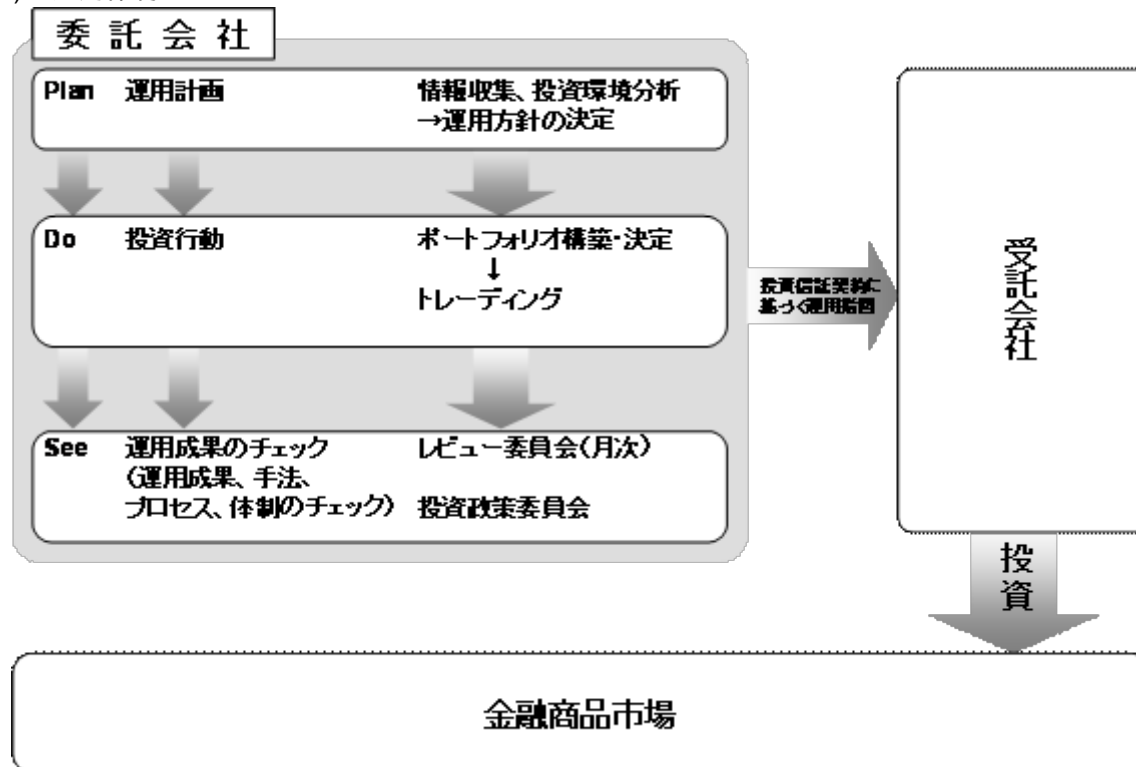 委託会社
Plan 運用計画 情報収集、投資環境分析
→運用方針の決定
Do 投資行動 ポートフォリオ構築・決定
↓
トレーディング
投資信託契約に
基づく運用指図
受託会社
See 運用成果のチェック レビュー委員会(月次)
(運用成果、手法、
プロセス、体制のチェック) 投資政策委員会
投資
金融商品市場